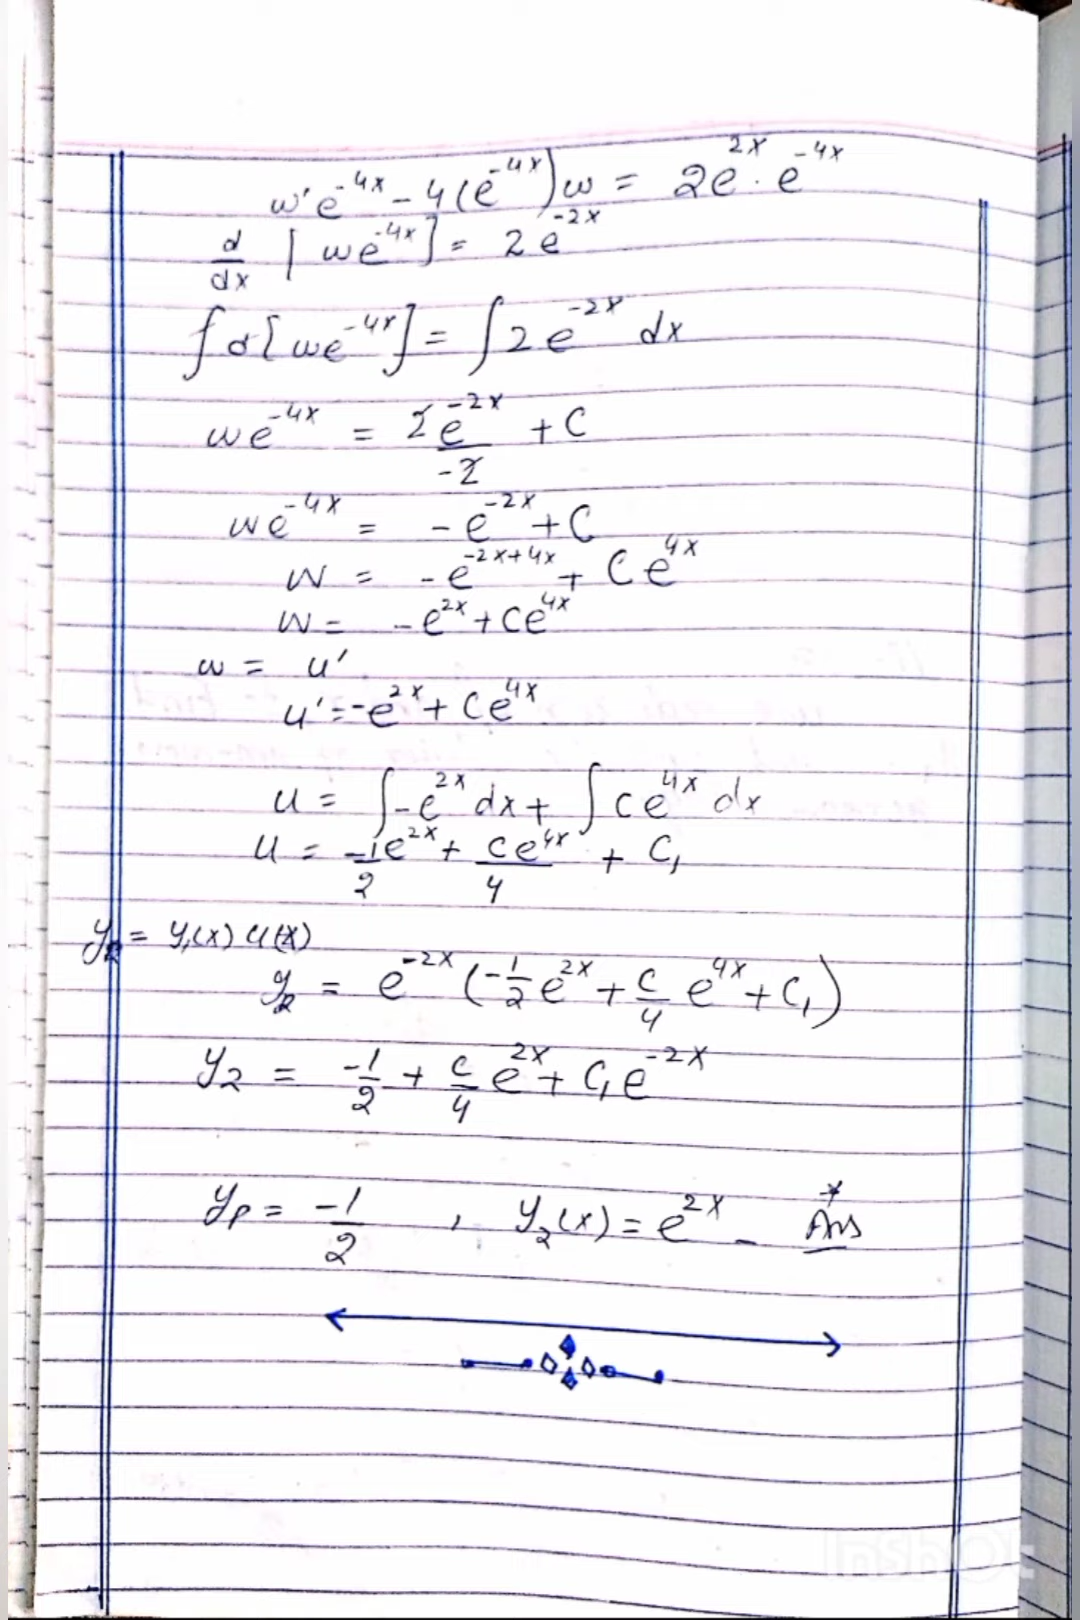 w'e^{-4x} - 4(e^{-4x})w = 2e^{2x} · e^{-4x}
d/dx [we^{-4x}] = 2e^{-2x}
∫d[we^{-4x}] = ∫2e^{-2x} dx
we^{-4x} = 2e^{-2x}/-2 + C
we^{-4x} = -e^{-2x} + C
w = -e^{-2x+4x} + Ce^{4x}
w = -e^{2x} + Ce^{4x}
w = u'
u' = -e^{2x} + Ce^{4x}
u = ∫-e^{2x} dx + ∫Ce^{4x} dx
u = -1e^{2x}/2 + Ce^{4x}/4 + C₁
y₂ = y₁(x) u(x)
y₂ = e^{-2x} (-1/2 e^{2x} + C/4 e^{4x} + C₁)
y₂ = -1/2 + C/4 e^{2x} + C₁e^{-2x}
yₚ = -1/2 , y₂(x) = e^{2x} - Ans
InShOt